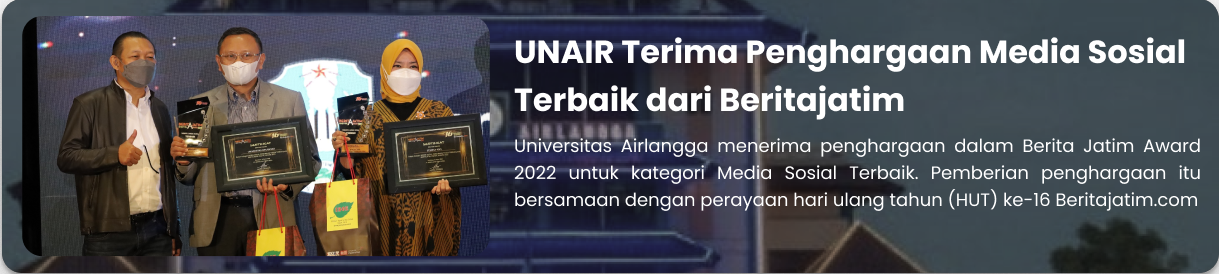 UNAIR Terima Penghargaan Media Sosial
Terbaik dari Beritajatim
Universitas Airlangga menerima penghargaan dalam Berita Jatim Award
2022 untuk kategori Media Sosial Terbaik. Pemberian penghargaan itu
bersamaan dengan perayaan hari ulang tahun (HUT) ke-16 Beritajatim.com